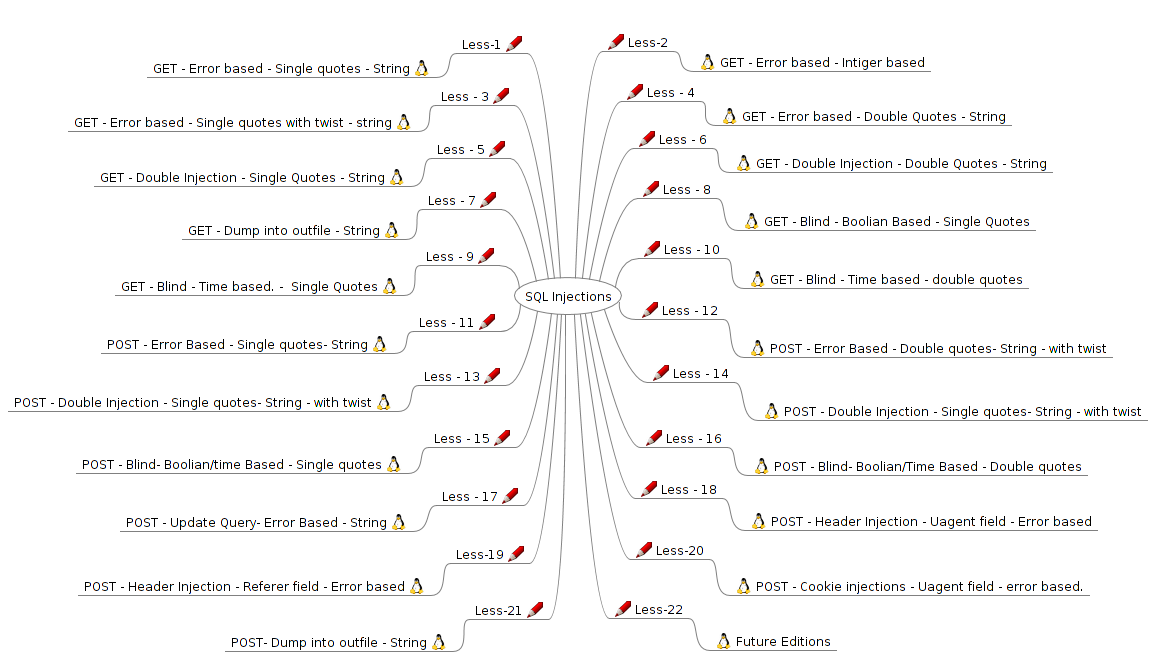 SQL Injections
Less-1
GET - Error based - Single quotes - String
Less - 3
GET - Error based - Single quotes with twist - string
Less - 5
GET - Double Injection - Single Quotes - String
Less - 7
GET - Dump into outfile - String
Less - 9
GET - Blind - Time based. -  Single Quotes
Less - 11
POST - Error Based - Single quotes- String
Less - 13
POST - Double Injection - Single quotes- String - with twist
Less - 15
POST - Blind- Boolian/time Based - Single quotes
Less - 17
POST - Update Query- Error Based - String
Less-19
POST - Header Injection - Referer field - Error based
Less-21
POST- Dump into outfile - String
Less-2
GET - Error based - Intiger based
Less - 4
GET - Error based - Double Quotes - String
Less - 6
GET - Double Injection - Double Quotes - String
Less - 8
GET - Blind - Boolian Based - Single Quotes
Less - 10
GET - Blind - Time based - double quotes
Less - 12
POST - Error Based - Double quotes- String - with twist
Less - 14
POST - Double Injection - Single quotes- String - with twist
Less - 16
POST - Blind- Boolian/Time Based - Double quotes
Less - 18
POST - Header Injection - Uagent field - Error based
Less-20
POST - Cookie injections - Uagent field - error based.
Less-22
Future Editions